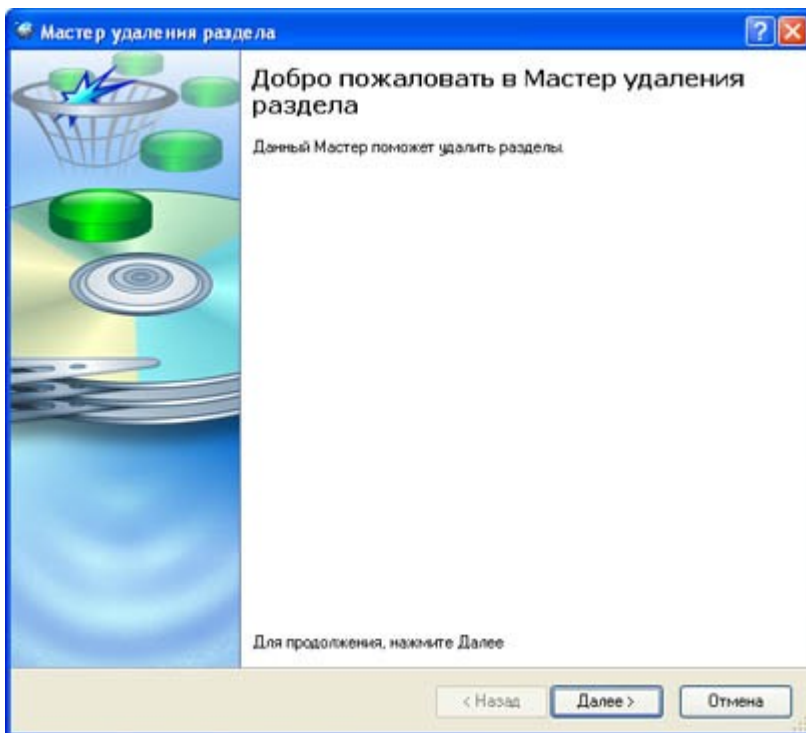 Мастер удаления раздела
Добро пожаловать в Мастер удаления
раздела
Данный Мастер поможет удалить разделы.
Для продолжения, нажмите Далее
< Назад
Далее >
Отмена